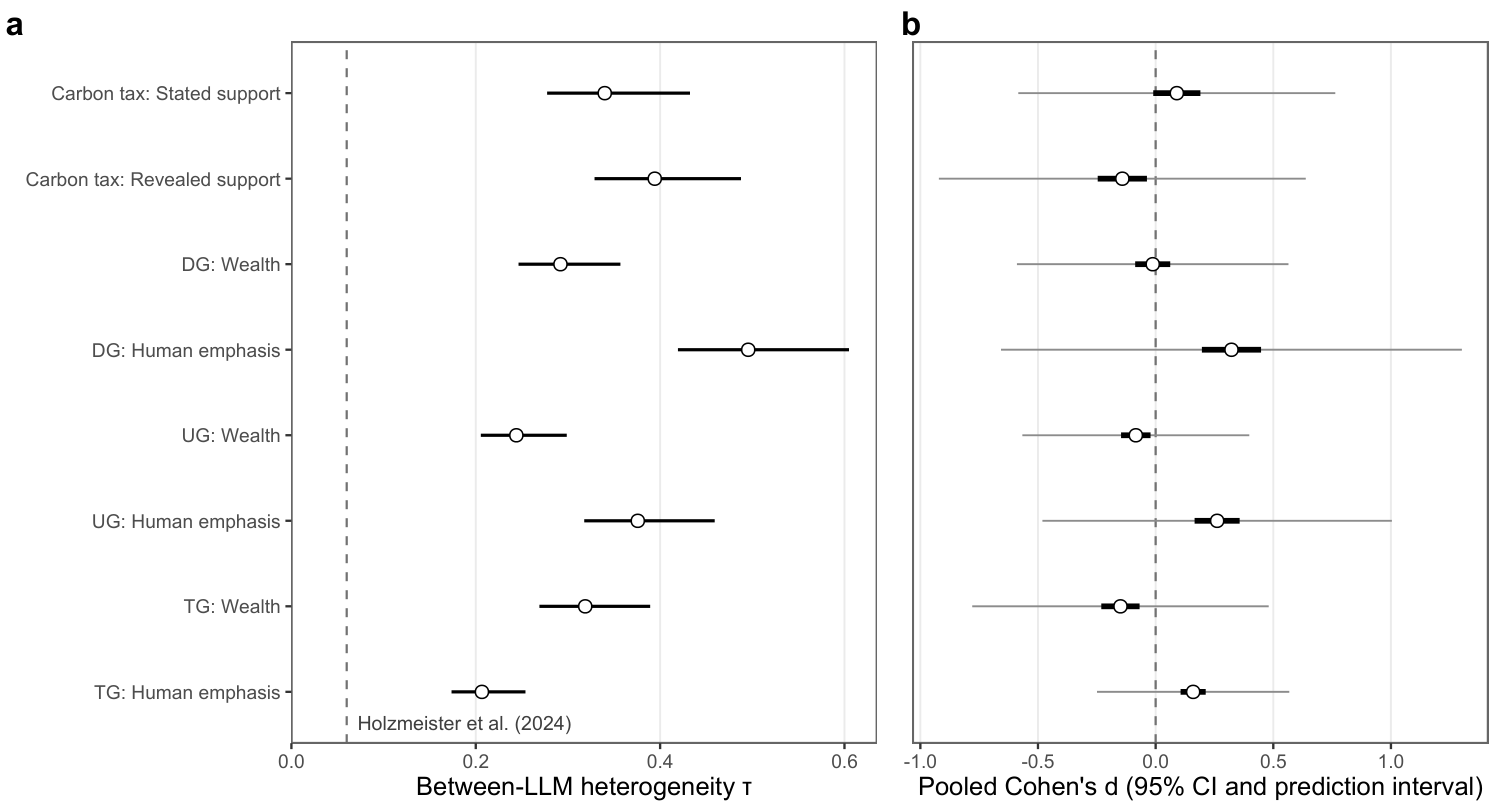 a
b
Carbon tax: Stated support
Carbon tax: Revealed support
DG: Wealth
DG: Human emphasis
UG: Wealth
UG: Human emphasis
TG: Wealth
TG: Human emphasis
Holzmeister et al. (2024)
0.0 0.2 0.4 0.6
-1.0 -0.5 0.0 0.5 1.0
Between-LLM heterogeneity τ
Pooled Cohen's d (95% CI and prediction interval)